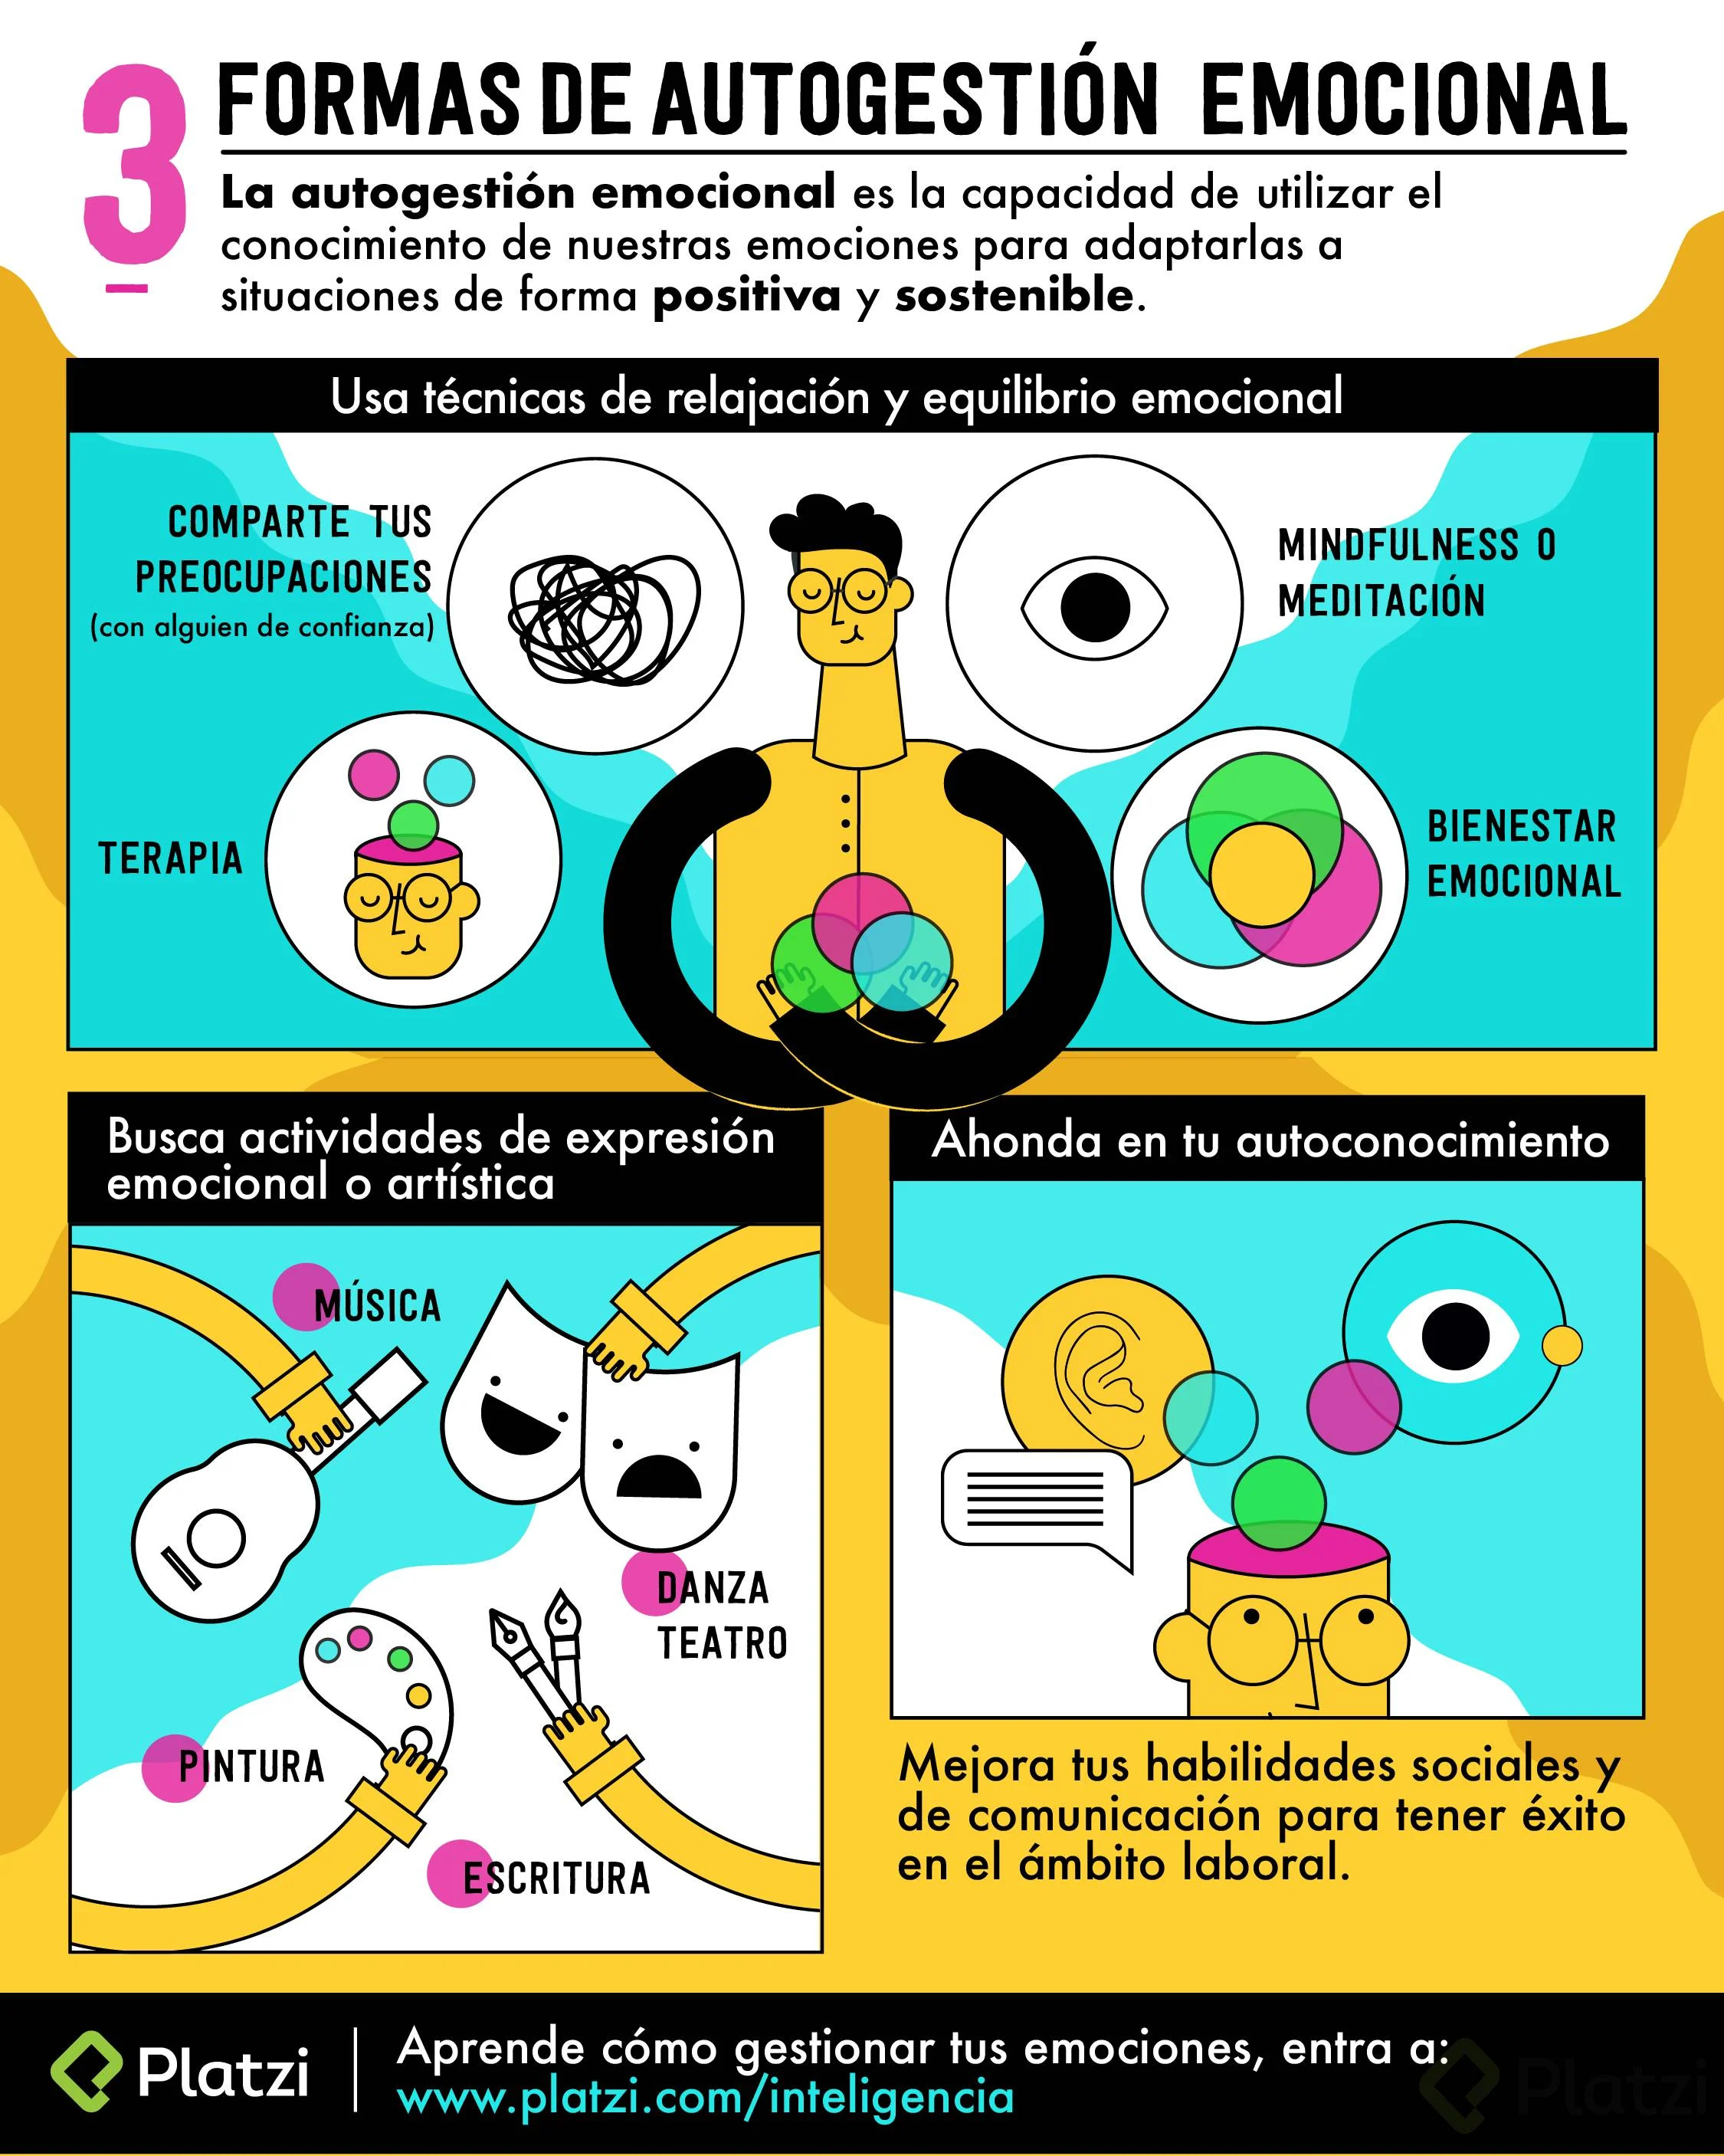 3 FORMAS DE AUTOGESTIÓN EMOCIONAL
La autogestión emocional es la capacidad de utilizar el
conocimiento de nuestras emociones para adaptarlas a
situaciones de forma positiva y sostenible.
Usa técnicas de relajación y equilibrio emocional
COMPARTE TUS
PREOCUPACIONES
(con alguien de confianza)
MINDFULNESS O
MEDITACIÓN
TERAPIA
BIENESTAR
EMOCIONAL
Busca actividades de expresión
emocional o artística
MÚSICA
DANZA
TEATRO
PINTURA
ESCRITURA
Ahonda en tu autoconocimiento
Mejora tus habilidades sociales y
de comunicación para tener éxito
en el ámbito laboral.
Platzi
Aprende cómo gestionar tus emociones, entra a:
www.platzi.com/inteligencia
Platzi